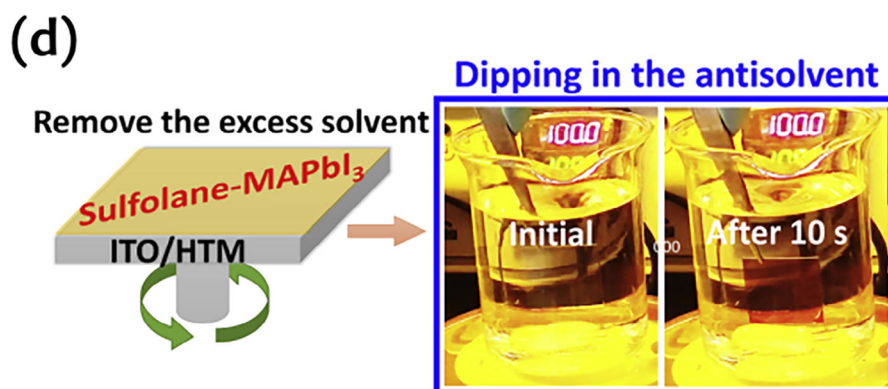 (d)
Dipping in the antisolvent
Remove the excess solvent
Sulfolane-MAPbI₃
ITO/HTM
100.0
Initial
100.0
After 10 s